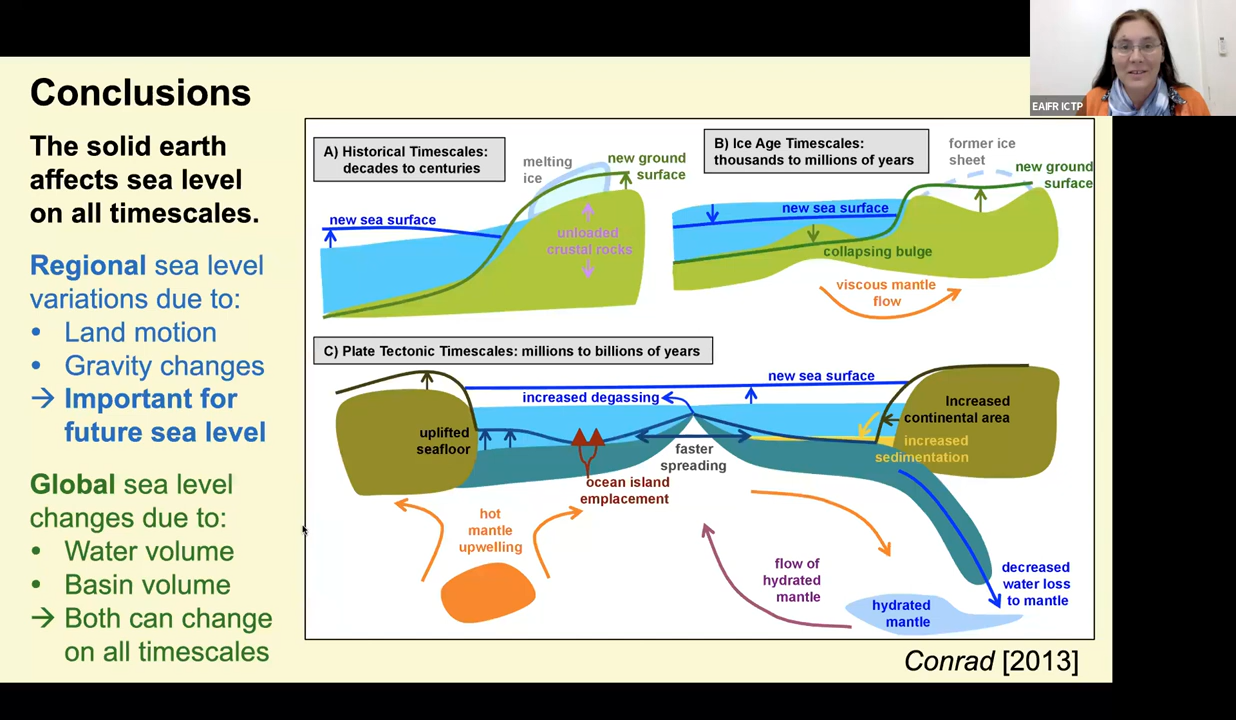 Conclusions
The solid earth
affects sea level
on all timescales.
Regional sea level
variations due to:
• Land motion
• Gravity changes
→ Important for
future sea level
Global sea level
changes due to:
• Water volume
• Basin volume
→ Both can change
on all timescales
A) Historical Timescales:
decades to centuries
melting
ice
new ground
surface
new sea surface
unloaded
crustal rocks
B) Ice Age Timescales:
thousands to millions of years
former ice
sheet
new ground
surface
new sea surface
collapsing bulge
viscous mantle
flow
C) Plate Tectonic Timescales: millions to billions of years
new sea surface
increased degassing
uplifted
seafloor
faster
spreading
ocean island
emplacement
Increased
continental area
increased
sedimentation
hot
mantle
upwelling
flow of
hydrated
mantle
hydrated
mantle
decreased
water loss
to mantle
Conrad [2013]
EAIFR ICTP